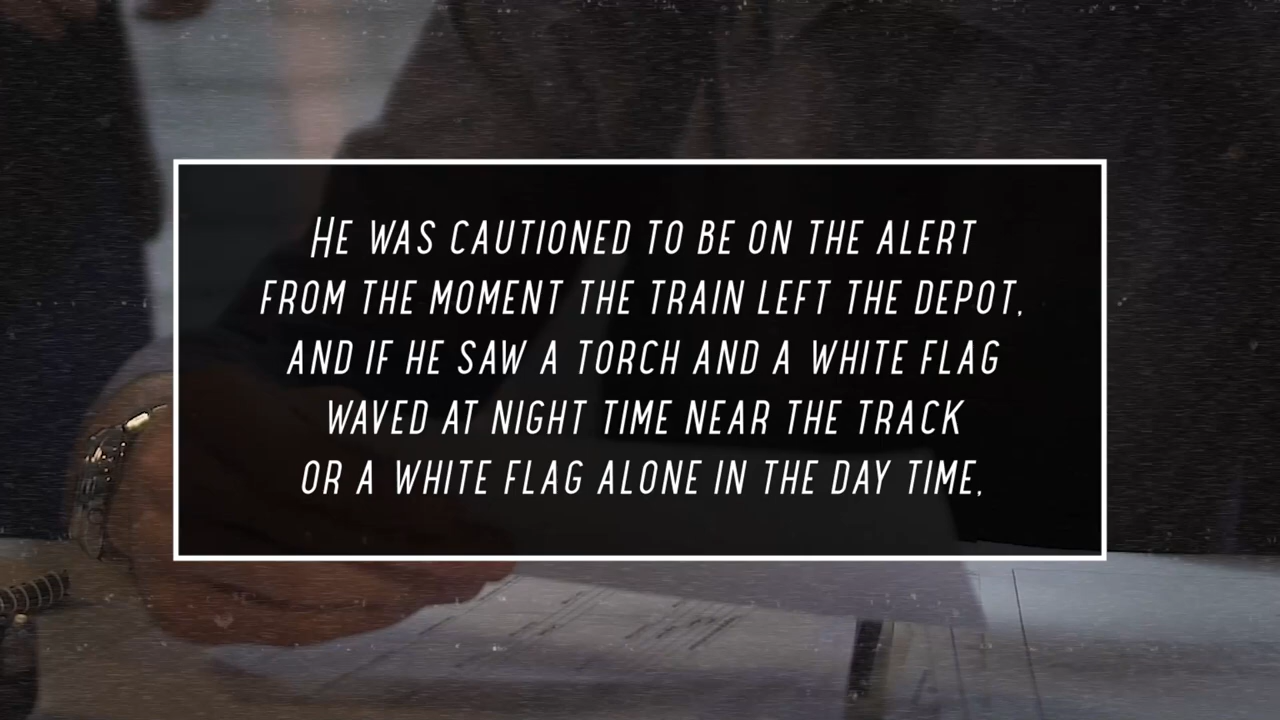 He was cautioned to be on the alert
from the moment the train left the depot,
and if he saw a torch and a white flag
waved at night time near the track
or a white flag alone in the day time,